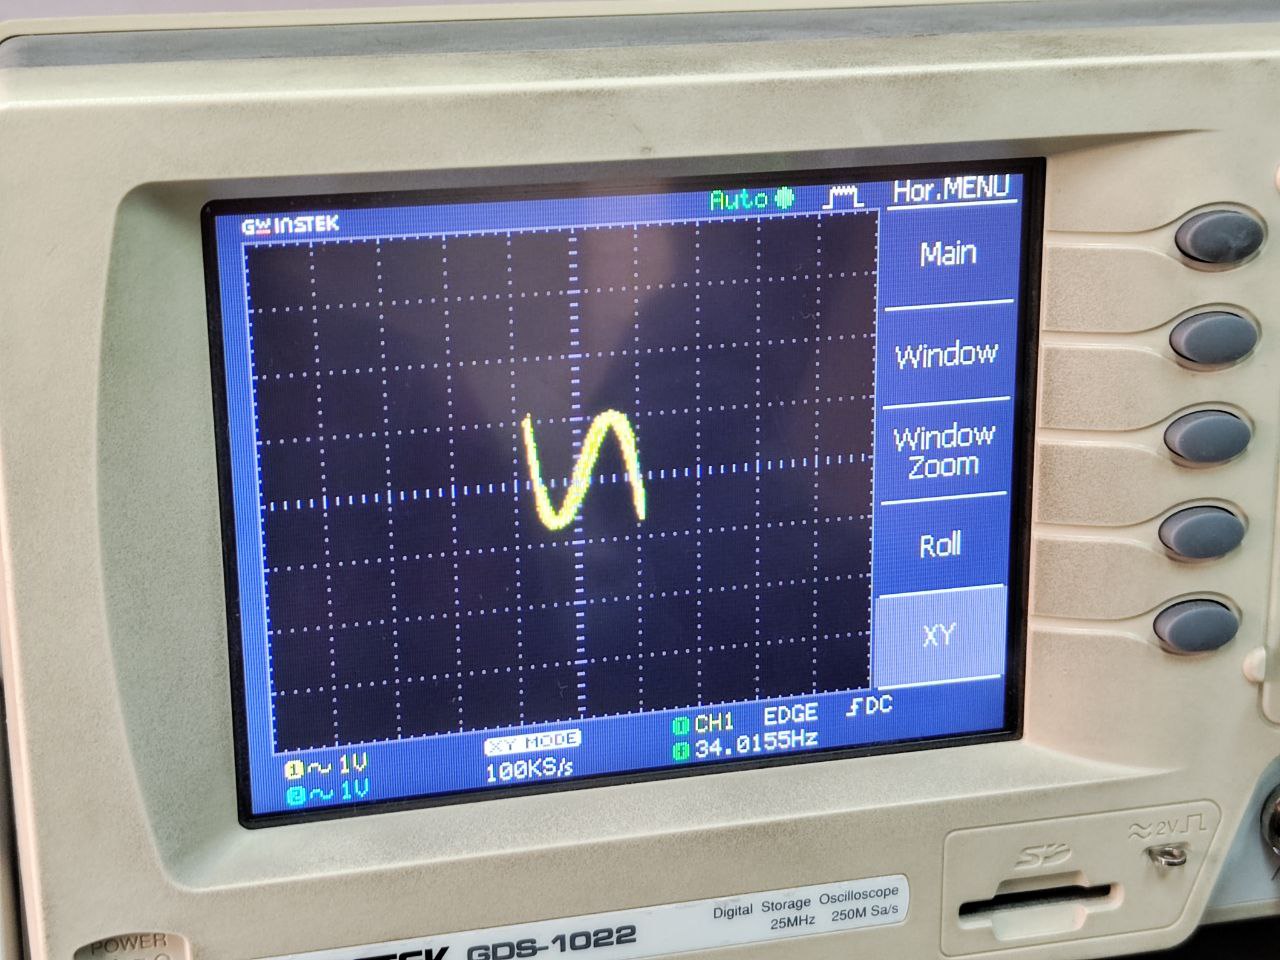 GW INSTEK
Auto
Hor.MENU
Main
Window
Window
Zoom
Roll
XY
1 ~ 1V
2 ~ 1V
XY MODE
100KS/s
T CH1 EDGE DC
F 34.0155Hz
SD
2V
Digital Storage Oscilloscope
25MHz 250M Sa/s
GDS-1022
POWER